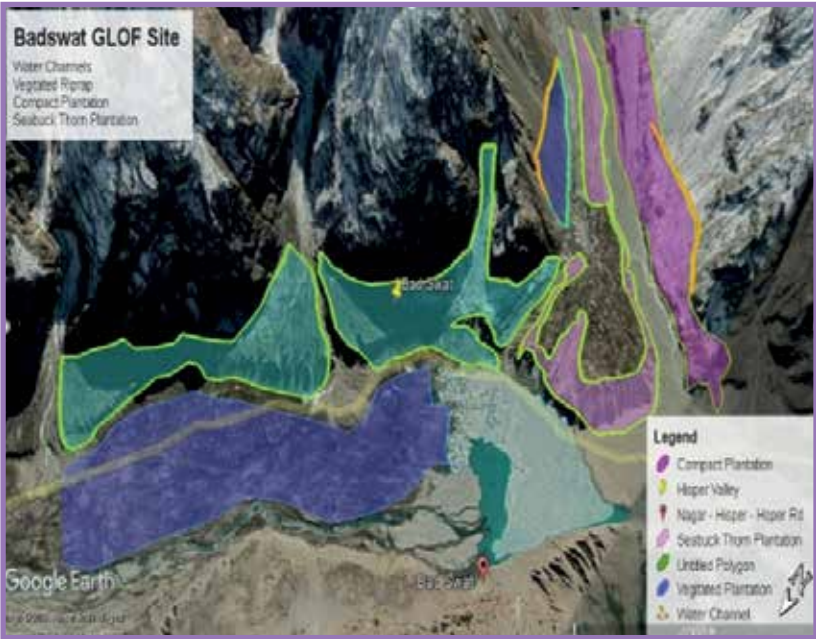 Badswat GLOF Site
Water Channels
Vegitated Riprap
Compact Plantation
Seabuck Thorn Plantation
Bad Swat
Legend
Compact Plantation
Hisper Valley
Nagar - Hisper - Hoper Rd
Seabuck Thorn Plantation
Untitled Polygon
Vegitated Plantation
Water Channel
Google Earth
Bad Swat